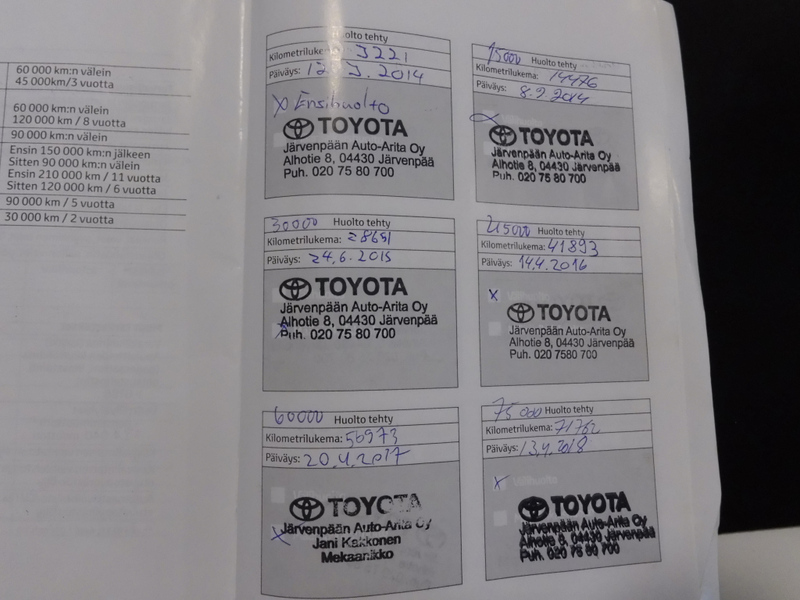 60 000 km:n välein
45 000km/3 vuotta
60 000 km:n välein
120 000 km / 8 vuotta
90 000 km:n välein
Ensin 150 000 km:n jälkeen
Sitten 90 000 km:n välein
Ensin 210 000 km / 11 vuotta
Sitten 120 000 km / 6 vuotta
90 000 km / 5 vuotta
30 000 km / 2 vuotta
Huolto tehty
Kilometrilukema: 3221
Päiväys: 12.3.2014
x Ensihuolto
TOYOTA
Järvenpään Auto-Arita Oy
Alhotie 8, 04430 Järvenpää
Puh. 020 75 80 700
15000 Huolto tehty
Kilometrilukema: 14476
Päiväys: 8.9.2014
x
TOYOTA
Järvenpään Auto-Arita Oy
Alhotie 8, 04430 Järvenpää
Puh. 020 75 80 700
30000 Huolto tehty
Kilometrilukema: 28651
Päiväys: 24.6.2015
TOYOTA
Järvenpään Auto-Arita Oy
Alhotie 8, 04430 Järvenpää
Puh. 020 75 80 700
45000 Huolto tehty
Kilometrilukema: 41893
Päiväys: 14.4.2016
x
TOYOTA
Järvenpään Auto-Arita Oy
Alhotie 8, 04430 Järvenpää
Puh. 020 7580 700
60000 Huolto tehty
Kilometrilukema: 56973
Päiväys: 20.4.2017
TOYOTA
x Järvenpään Auto-Arita Oy
Jani Kakkonen
Mekaanikko
75000 Huolto tehty
Kilometrilukema: 71762
Päiväys: 13.4.2018
x
TOYOTA
Järvenpään Auto-Arita Oy
Alhotie 8, 04430 Järvenpää
Puh. 020 75 80 700